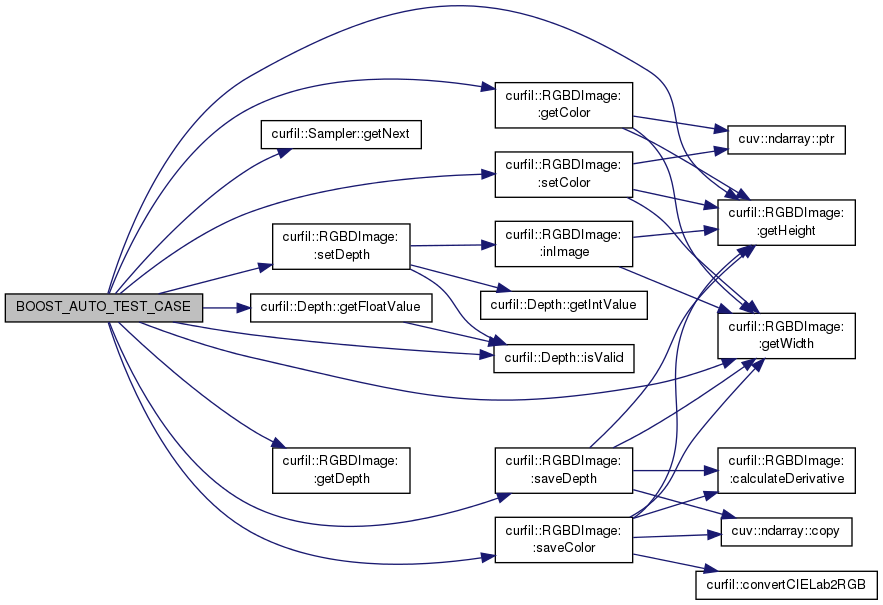 BOOST_AUTO_TEST_CASE
curfil::Sampler::getNext
curfil::RGBDImage:
:setDepth
curfil::Depth::getFloatValue
curfil::RGBDImage:
:getDepth
curfil::RGBDImage:
:getColor
curfil::RGBDImage:
:setColor
curfil::RGBDImage:
:inImage
curfil::Depth::getIntValue
curfil::Depth::isValid
curfil::RGBDImage:
:saveDepth
curfil::RGBDImage:
:saveColor
cuv::ndarray::ptr
curfil::RGBDImage:
:getHeight
curfil::RGBDImage:
:getWidth
curfil::RGBDImage:
:calculateDerivative
cuv::ndarray::copy
curfil::convertCIELab2RGB